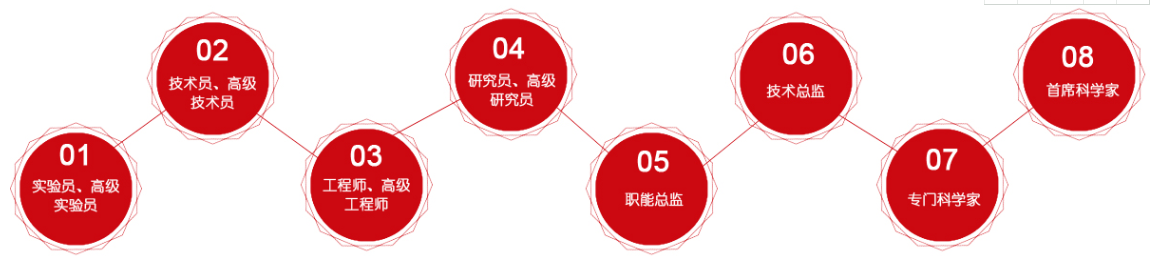 01
实验员、高级
实验员
02
技术员、高级
技术员
03
工程师、高级
工程师
04
研究员、高级
研究员
05
职能总监
06
技术总监
07
专门科学家
08
首席科学家